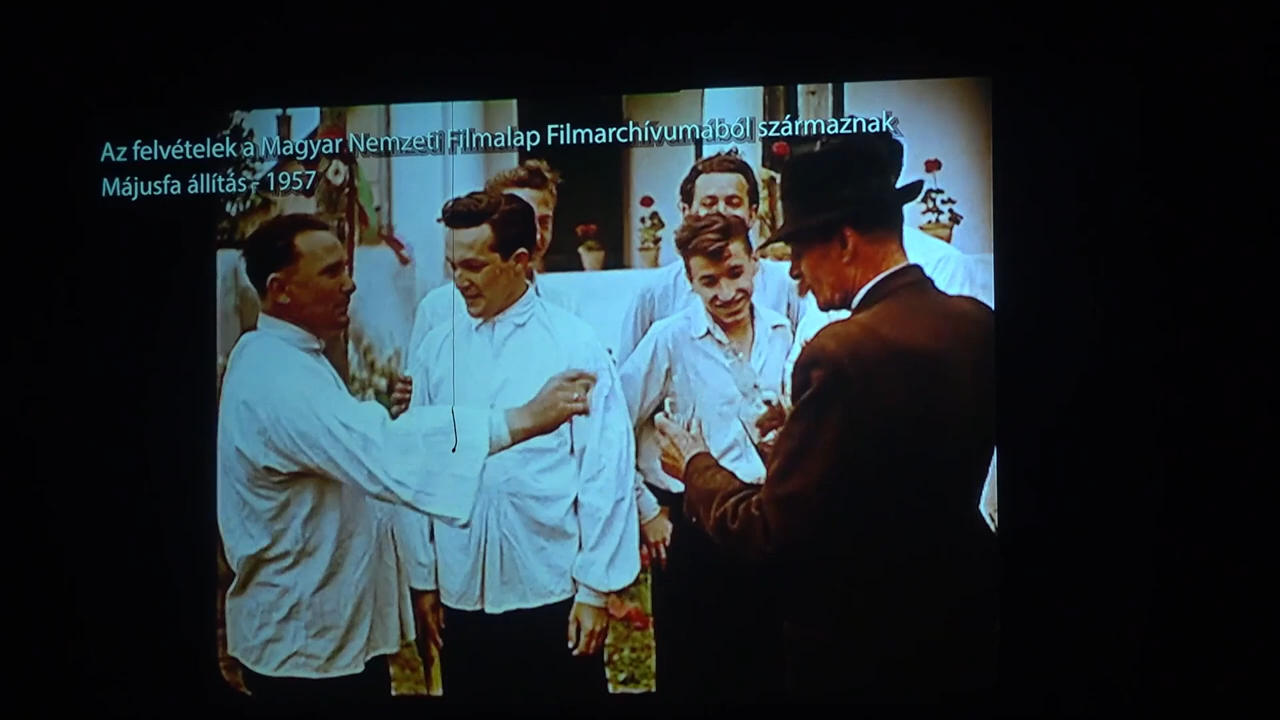 Az felvételek a Magyar Nemzeti Filmalap Filmarchívumából származnak
Májusfa állítás - 1957